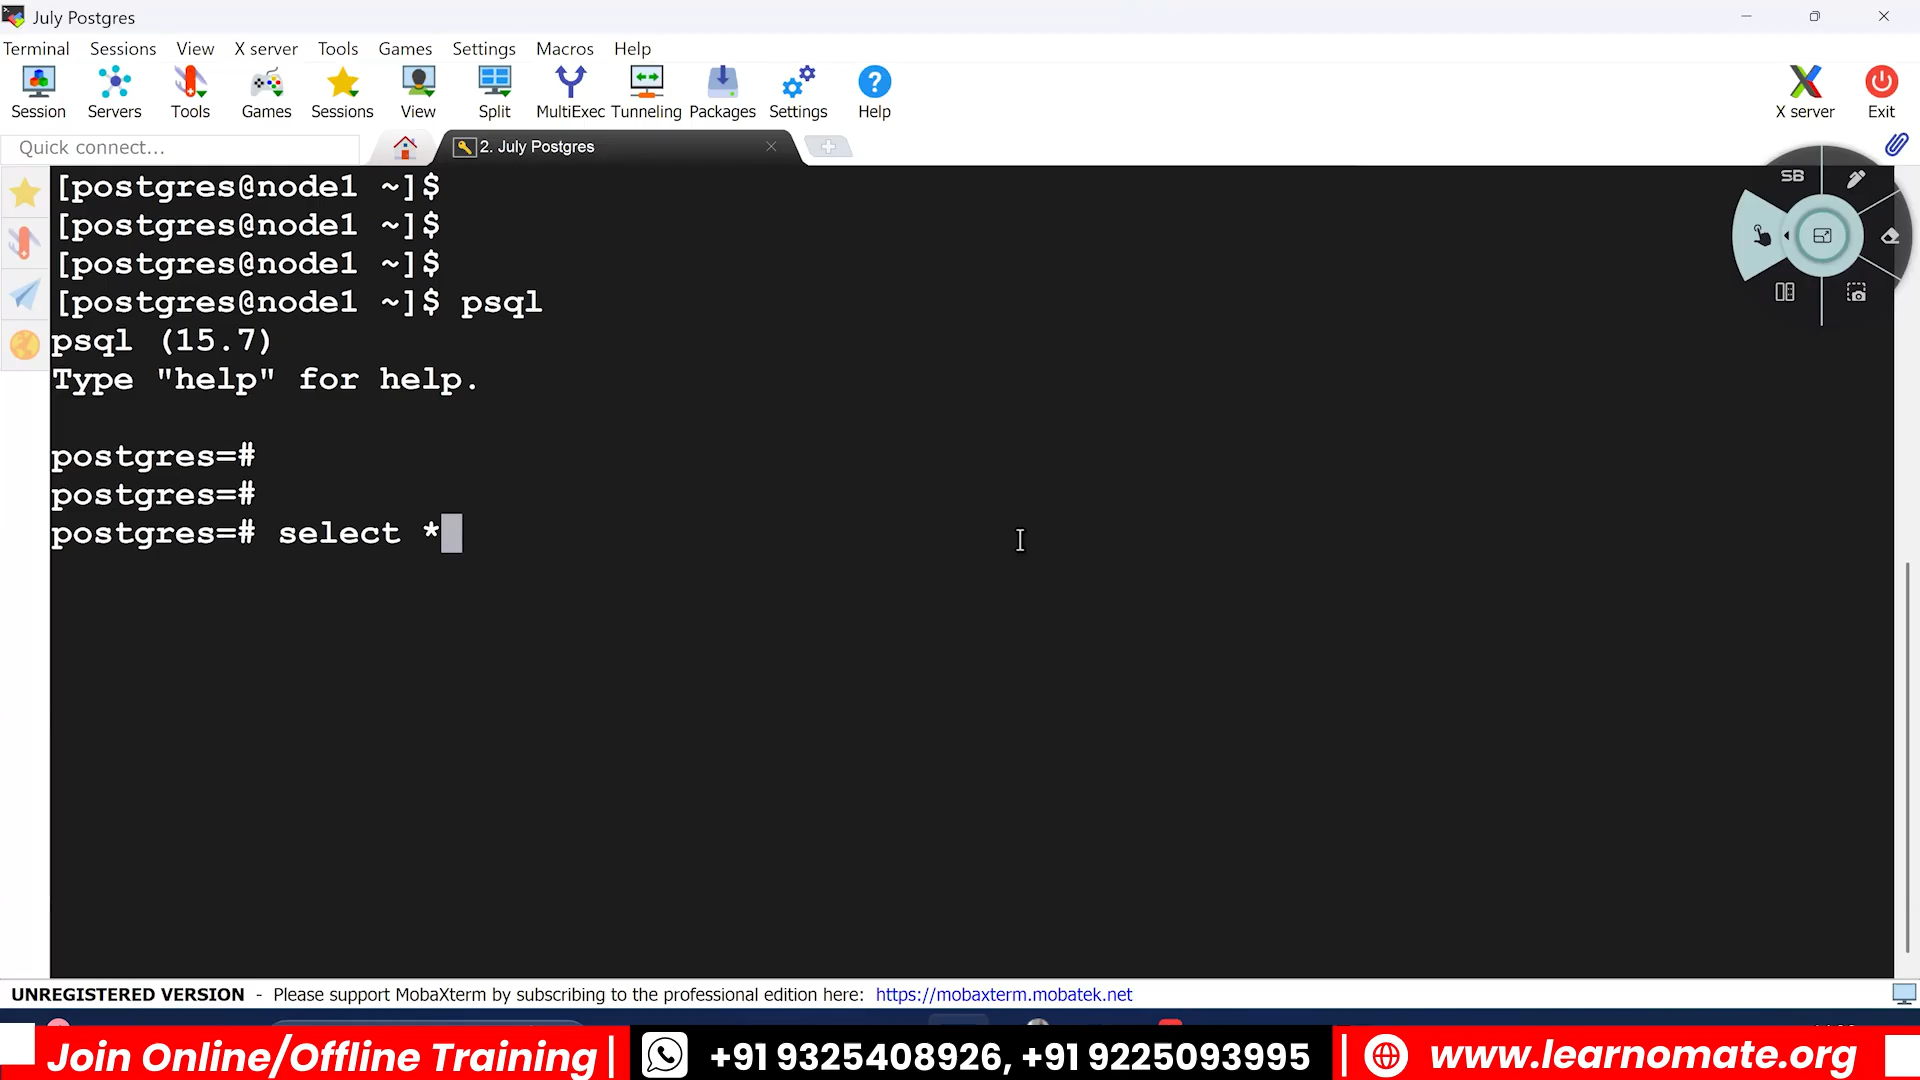 July Postgres
Terminal Sessions View X server Tools Games Settings Macros Help
Session Servers Tools Games Sessions View Split MultiExec Tunneling Packages Settings Help X server Exit
Quick connect...
2. July Postgres
SB
[postgres@node1 ~]$
[postgres@node1 ~]$
[postgres@node1 ~]$
[postgres@node1 ~]$ psql
psql (15.7)
Type "help" for help.
postgres=#
postgres=#
postgres=# select *
UNREGISTERED VERSION - Please support MobaXterm by subscribing to the professional edition here: https://mobaxterm.mobatek.net
Join Online/Offline Training| +91 9325408926, +91 9225093995 | www.learnomate.org